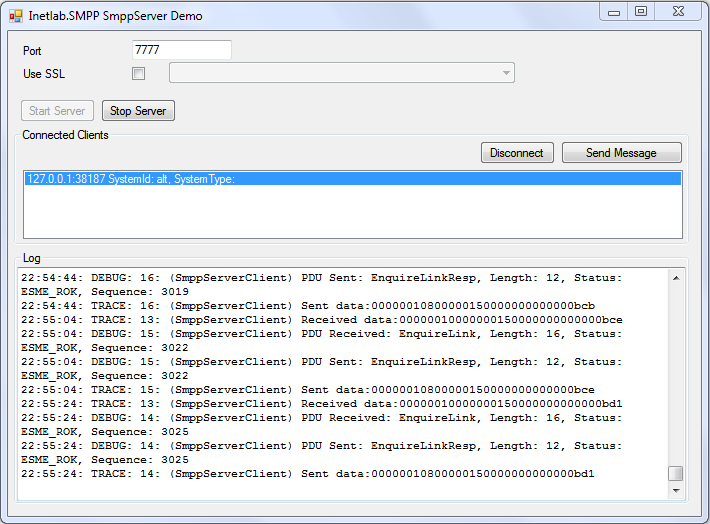 Inetlab.SMPP SmppServer Demo
Port 7777
Use SSL
Start Server Stop Server
Connected Clients
Disconnect Send Message
127.0.0.1:38187 SystemId: alt, SystemType:
Log
22:54:44: DEBUG: 16: (SmppServerClient) PDU Sent: EnquireLinkResp, Length: 12, Status:
ESME_ROK, Sequence: 3019
22:54:44: TRACE: 16: (SmppServerClient) Sent data:00000010800000150000000000000bcb
22:55:04: TRACE: 13: (SmppServerClient) Received data:00000010000000150000000000000bce
22:55:04: DEBUG: 15: (SmppServerClient) PDU Received: EnquireLink, Length: 16,
ESME_ROK, Sequence: 3022
22:55:04: DEBUG: 15: (SmppServerClient) PDU Sent: EnquireLinkResp, Length: 12, Status:
ESME_ROK, Sequence: 3022
22:55:04: TRACE: 15: (SmppServerClient) Sent data:00000010800000150000000000000bce
22:55:24: TRACE: 13: (SmppServerClient) Received data:00000010000000150000000000000bd1
22:55:24: DEBUG: 14: (SmppServerClient) PDU Received: EnquireLink, Length: 16,
ESME_ROK, Sequence: 3025
22:55:24: DEBUG: 14: (SmppServerClient) PDU Sent: EnquireLinkResp, Length: 12, Status:
ESME_ROK, Sequence: 3025
22:55:24: TRACE: 14: (SmppServerClient) Sent data:00000010800000150000000000000bd1